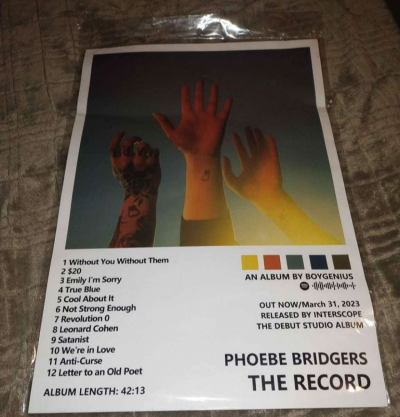 1 Without You Without Them
2 $20
3 Emily I'm Sorry
4 True Blue
5 Cool About It
6 Not Strong Enough
7 Revolution 0
8 Leonard Cohen
9 Satanist
10 We're in Love
11 Anti-Curse
12 Letter to an Old Poet
ALBUM LENGTH: 42:13
AN ALBUM BY BOYGENIUS
OUT NOW/March 31, 2023
RELEASED BY INTERSCOPE
THE DEBUT STUDIO ALBUM
PHOEBE BRIDGERS
THE RECORD